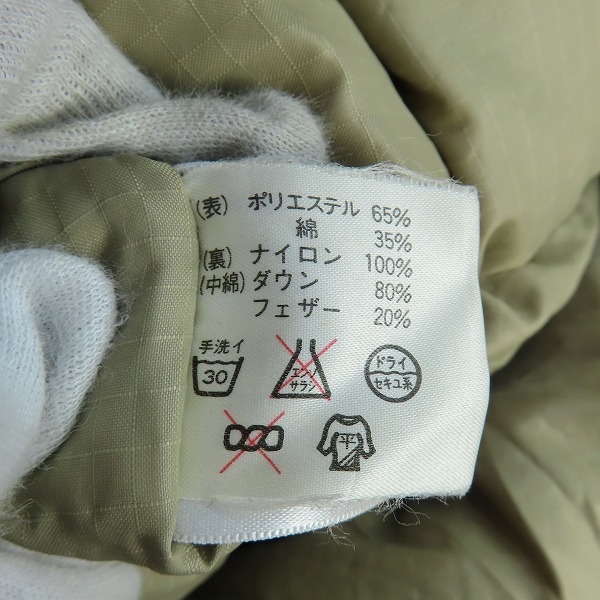 (表) ポリエステル 65%
綿 35%
(裏) ナイロン 100%
(中綿) ダウン 80%
フェザー 20%
手洗イ
30
エンソ
サラシ
ドライ
セキユ系
平